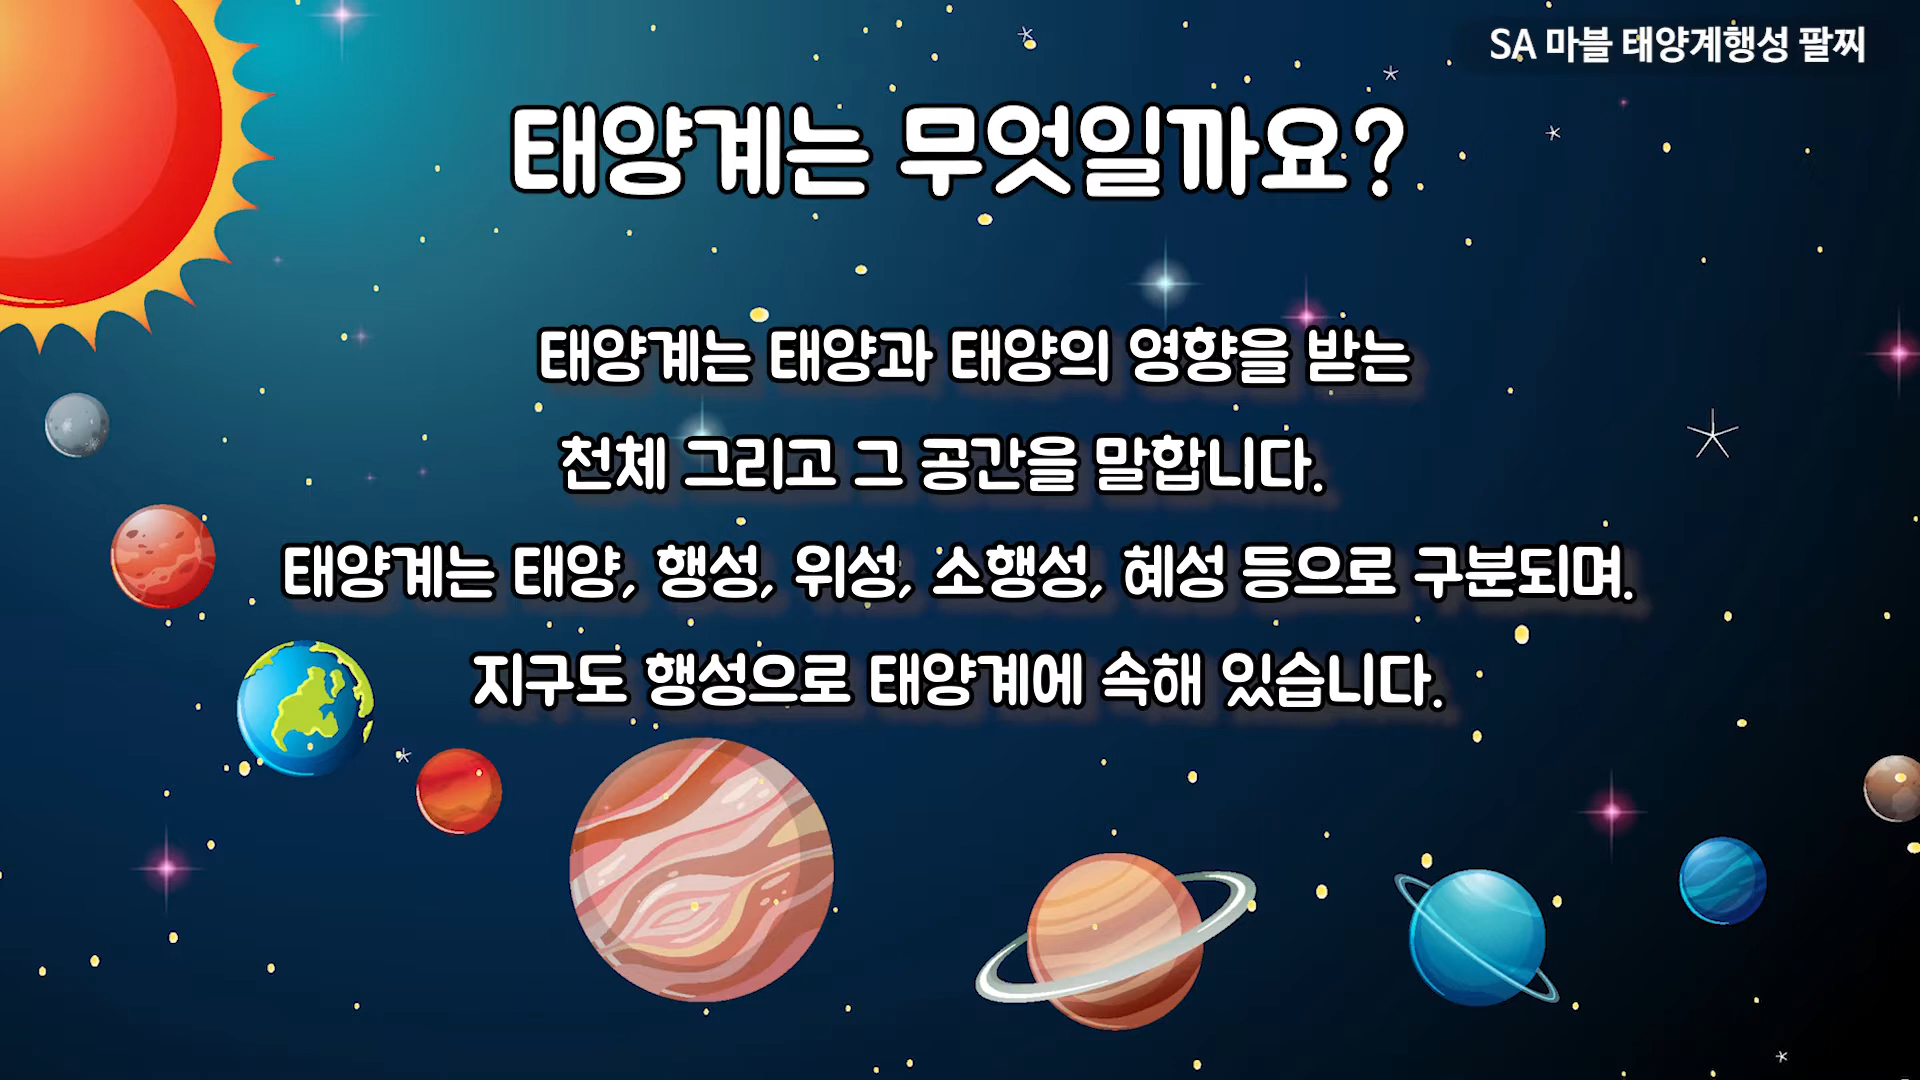 SA 마블 태양계행성 팔찌
태양계는 무엇일까요?
태양계는 태양과 태양의 영향을 받는
천체 그리고 그 공간을 말합니다.
태양계는 태양, 행성, 위성, 소행성, 혜성 등으로 구분되며.
지구도 행성으로 태양계에 속해 있습니다.